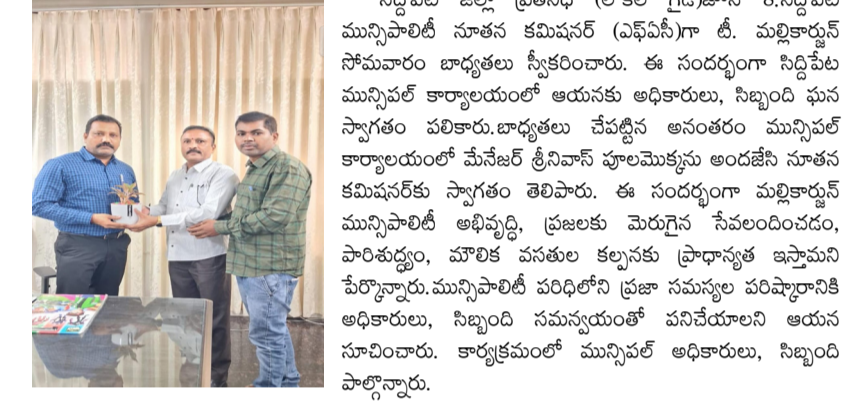 మున్సిపాలిటీ నూతన కమిషనర్ (ఎఫ్ఏసీ)గా టీ. మల్లికార్జున్
సోమవారం బాధ్యతలు స్వీకరించారు. ఈ సందర్భంగా సిద్దిపేట
మున్సిపల్ కార్యాలయంలో ఆయనకు అధికారులు, సిబ్బంది ఘన
స్వాగతం పలికారు.బాధ్యతలు చేపట్టిన అనంతరం మున్సిపల్
కార్యాలయంలో మేనేజర్ శ్రీనివాస్ పూలమొక్కను అందజేసి నూతన
కమిషనర్‌కు స్వాగతం తెలిపారు. ఈ సందర్భంగా మల్లికార్జున్
మున్సిపాలిటీ అభివృద్ధి, ప్రజలకు మెరుగైన సేవలందించడం,
పారిశుద్ధ్యం, మౌలిక వసతుల కల్పనకు ప్రాధాన్యత ఇస్తామని
పేర్కొన్నారు.మున్సిపాలిటీ పరిధిలోని ప్రజా సమస్యల పరిష్కారానికి
అధికారులు, సిబ్బంది సమన్వయంతో పనిచేయాలని ఆయన
సూచించారు. కార్యక్రమంలో మున్సిపల్ అధికారులు, సిబ్బంది
పాల్గొన్నారు.